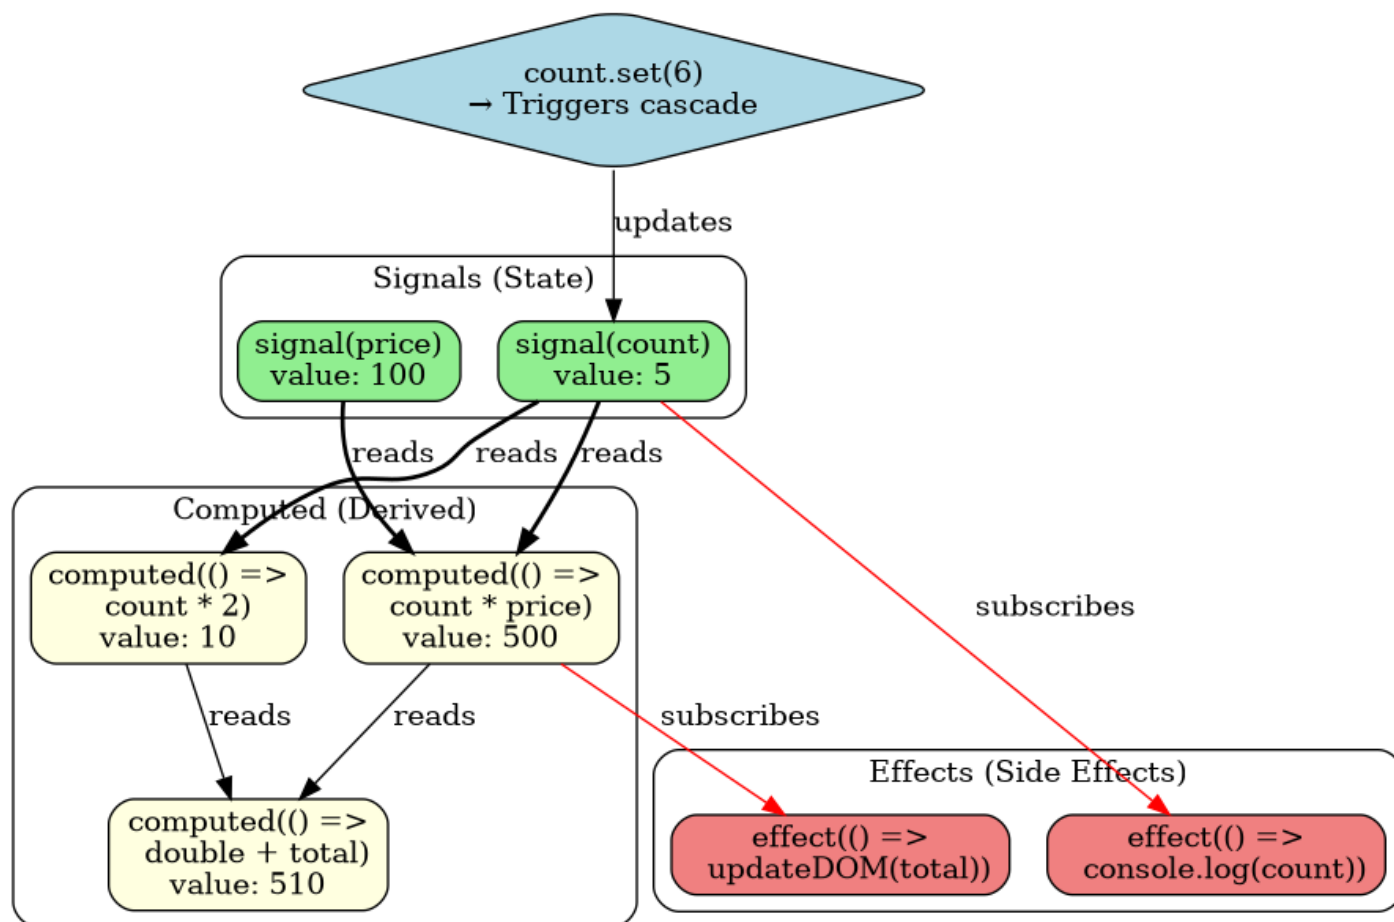 count.set(6)
→ Triggers cascade
updates
Signals (State)
signal(price)
value: 100
signal(count)
value: 5
reads
reads
reads
Computed (Derived)
computed(() =>
count * 2)
value: 10
computed(() =>
count * price)
value: 500
subscribes
reads
reads
subscribes
Effects (Side Effects)
computed(() =>
double + total)
value: 510
effect(() =>
updateDOM(total))
effect(() =>
console.log(count))